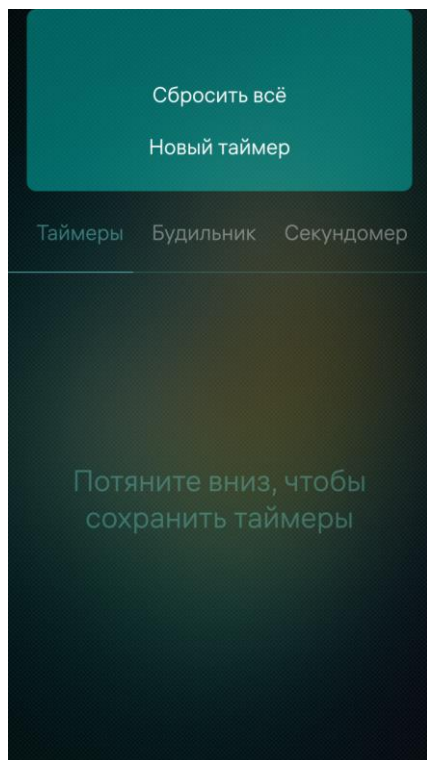 Сбросить всё
Новый таймер
Таймеры Будильник Секундомер
Потяните вниз, чтобы
сохранить таймеры